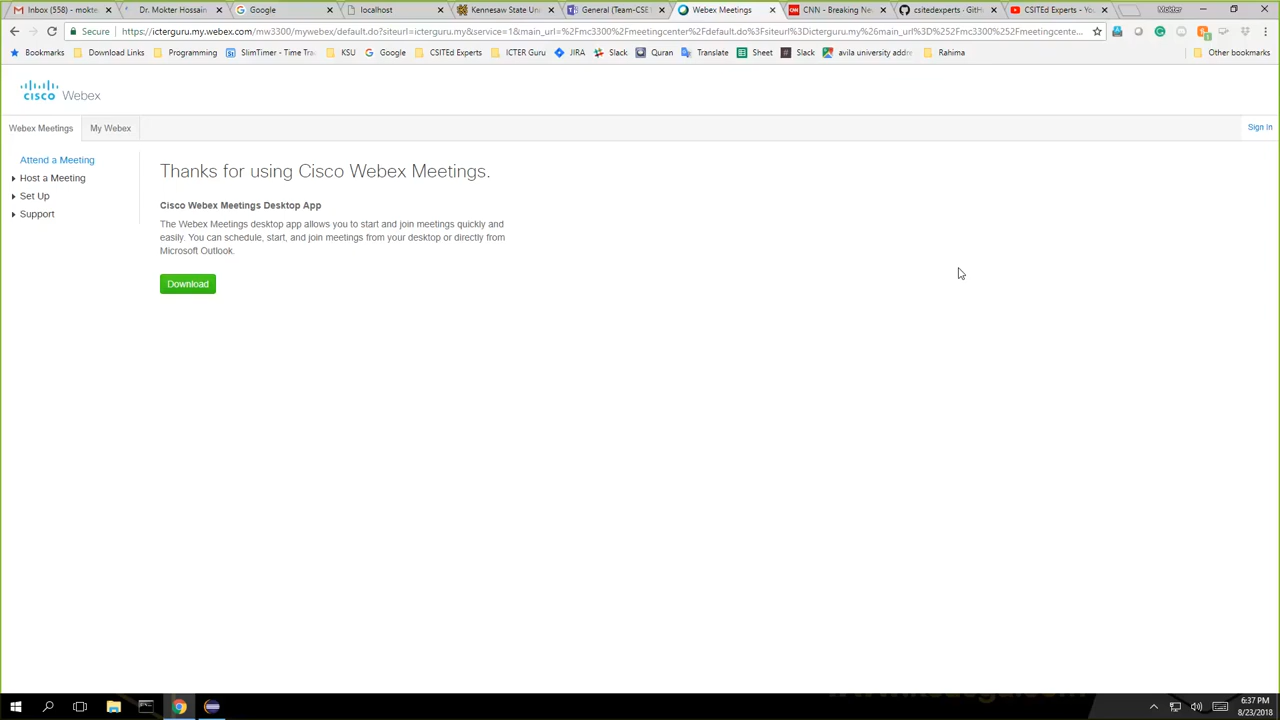 Inbox (558) - mokte
Dr. Mokter Hossain
Google
localhost
Kennesaw State Uni
General (Team-CSE
Webex Meetings
CNN - Breaking Ne
csitedexperts · GitH
CSITEd Experts - Yo
Mokter
Secure
https://icterguru.my.webex.com/mw3300/mywebex/default.do?siteurl=icterguru.my&service=1&main_url=%2Fmc3300%2Fmeetingcenter%2Fdefault.do%3Fsiteurl%3Dicterguru.my%26main_url%3D%252Fmc3300%252Fmeetingcente...
Bookmarks
Download Links
Programming
SlimTimer - Time Tra
KSU
Google
CSITEd Experts
ICTER Guru
JIRA
Slack
Quran
Translate
Sheet
Slack
avila university addre
Rahima
Other bookmarks
CISCO Webex
Webex Meetings
My Webex
Sign In
Attend a Meeting
Host a Meeting
Set Up
Support
Thanks for using Cisco Webex Meetings.
Cisco Webex Meetings Desktop App
The Webex Meetings desktop app allows you to start and join meetings quickly and
easily. You can schedule, start, and join meetings from your desktop or directly from
Microsoft Outlook.
Download
6:37 PM
8/23/2018